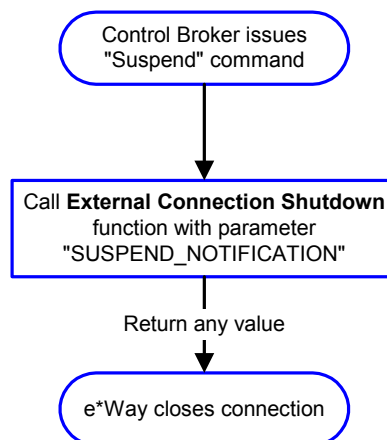 Control Broker issues
"Suspend" command
Call External Connection Shutdown
function with parameter
"SUSPEND_NOTIFICATION"
Return any value
e*Way closes connection